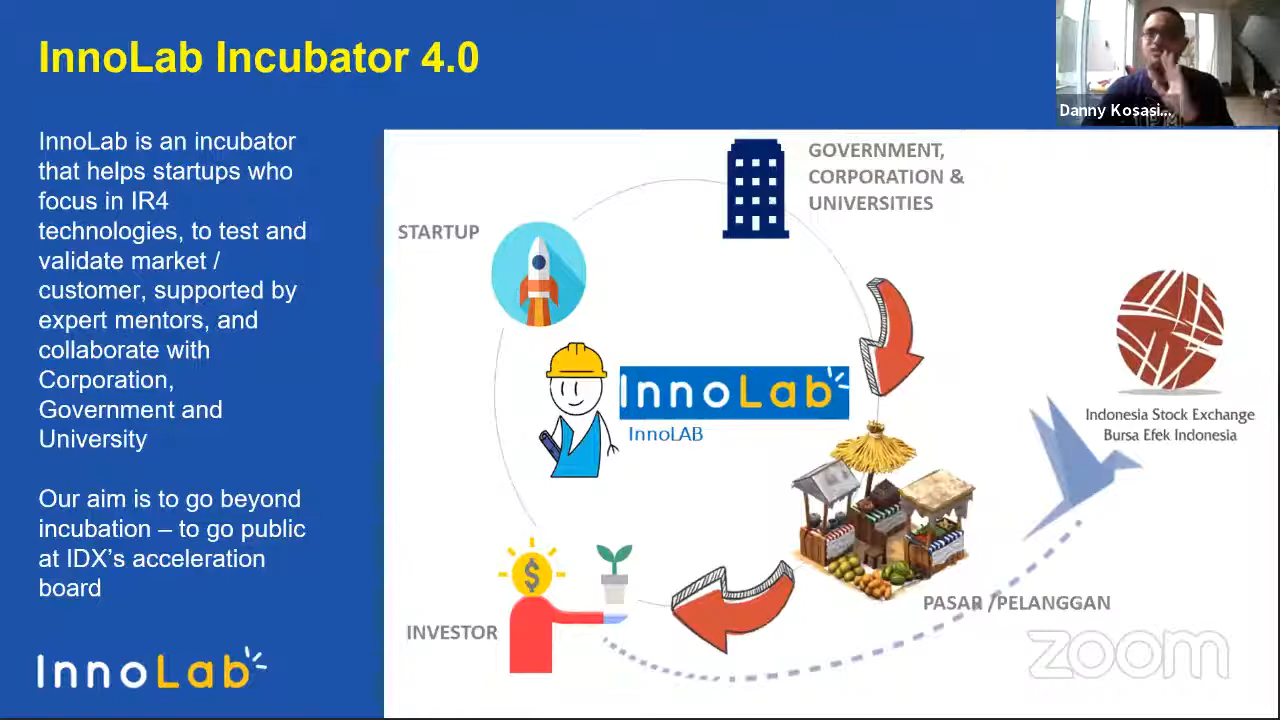 InnoLab Incubator 4.0
Danny Kosasi...
InnoLab is an incubator
that helps startups who
focus in IR4
technologies, to test and
validate market /
customer, supported by
expert mentors, and
collaborate with
Corporation,
Government and
University
Our aim is to go beyond
incubation – to go public
at IDX's acceleration
board
InnoLab
GOVERNMENT,
CORPORATION &
UNIVERSITIES
STARTUP
InnoLab
InnoLAB
Indonesia Stock Exchange
Bursa Efek Indonesia
PASAR /PELANGGAN
INVESTOR
$
zoom